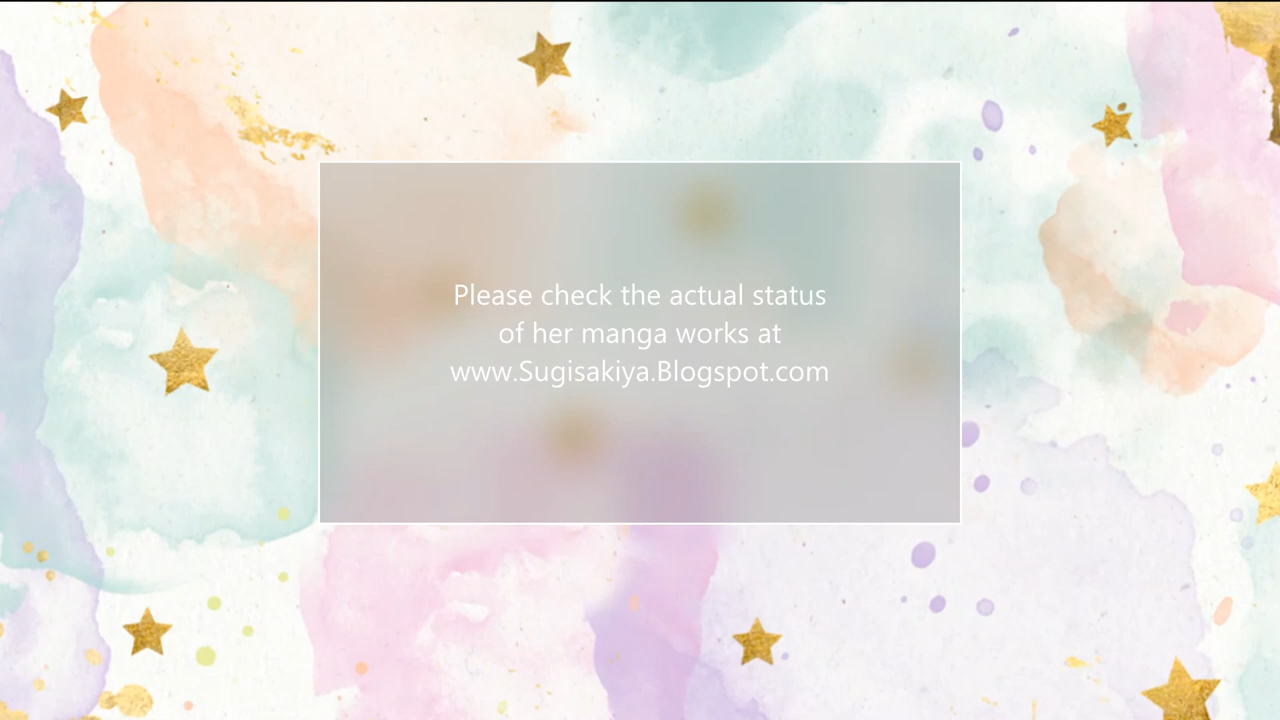 Please check the actual status
of her manga works at
www.Sugisakiya.Blogspot.com